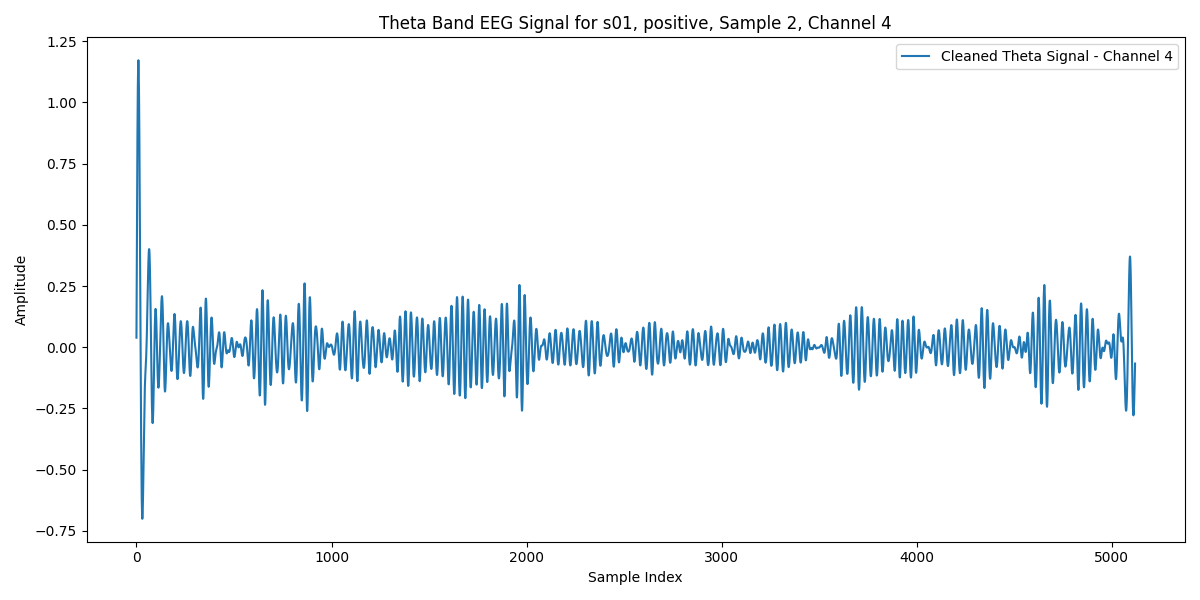 Theta Band EEG Signal for s01, positive, Sample 2, Channel 4
Cleaned Theta Signal - Channel 4
Amplitude
1.25
1.00
0.75
0.50
0.25
0.00
−0.25
−0.50
−0.75
0 1000 2000 3000 4000 5000
Sample Index